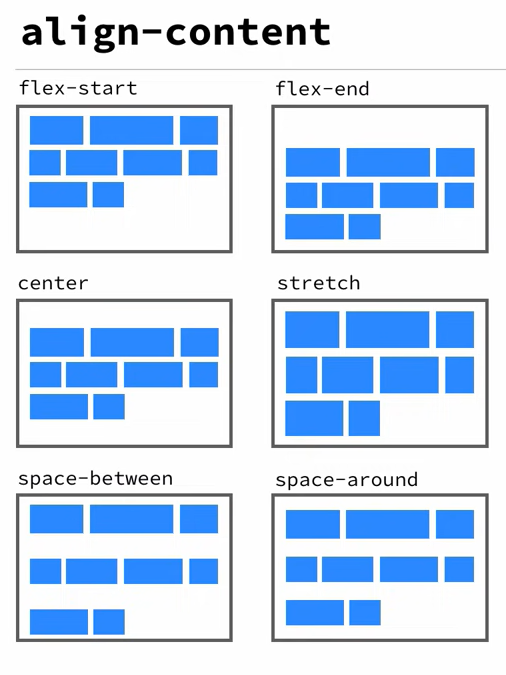 align-content
flex-start
flex-end
center
stretch
space-between
space-around